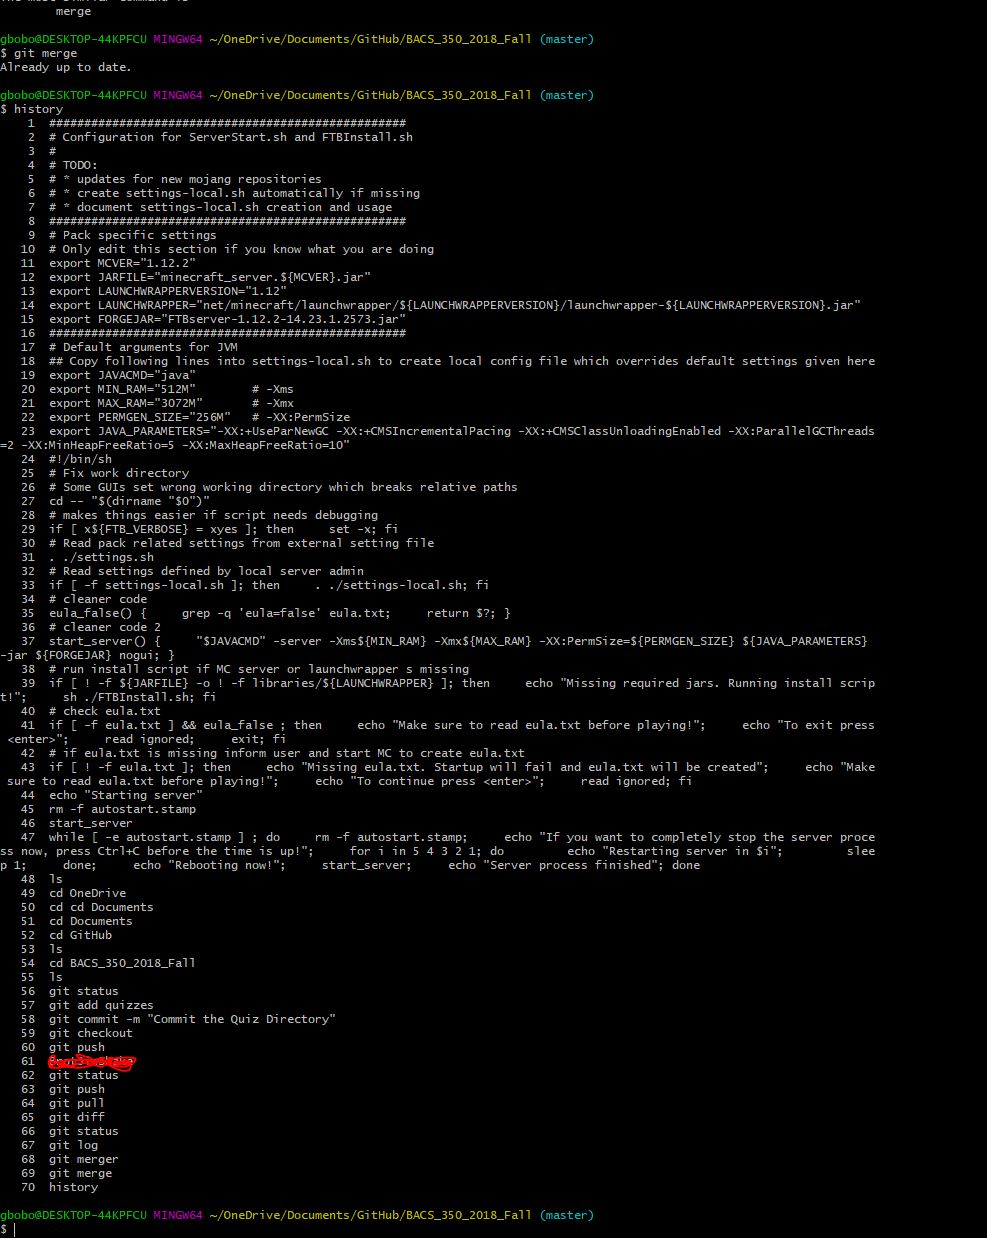 merge
gbobo@DESKTOP-44KPFCU MINGW64 ~/OneDrive/Documents/GitHub/BACS_350_2018_Fall (master)
$ git merge
Already up to date.
gbobo@DESKTOP-44KPFCU MINGW64 ~/OneDrive/Documents/GitHub/BACS_350_2018_Fall (master)
$ history
1 ###################################################
2 # Configuration for ServerStart.sh and FTBInstall.sh
3 #
4 # TODO:
5 # * updates for new mojang repositories
6 # * create settings-local.sh automatically if missing
7 # * document settings-local.sh creation and usage
8 ###################################################
9 # Pack specific settings
10 # Only edit this section if you know what you are doing
11 export MCVER="1.12.2"
12 export JARFILE="minecraft_server.${MCVER}.jar"
13 export LAUNCHWRAPPERVERSION="1.12"
14 export LAUNCHWRAPPER="net/minecraft/launchwrapper/${LAUNCHWRAPPERVERSION}/launchwrapper-${LAUNCHWRAPPERVERSION}.jar"
15 export FORGEJAR="FTBserver-1.12.2-14.23.1.2573.jar"
16 ###################################################
17 # Default arguments for JVM
18 ## Copy following lines into settings-local.sh to create local config file which overrides default settings given here
19 export JAVACMD="java"
20 export MIN_RAM="512M"        # -Xms
21 export MAX_RAM="3072M"       # -Xmx
22 export PERMGEN_SIZE="256M"   # -XX:PermSize
23 export JAVA_PARAMETERS="-XX:+UseParNewGC -XX:+CMSIncrementalPacing -XX:+CMSClassUnloadingEnabled -XX:ParallelGCThreads
=2 -XX:MinHeapFreeRatio=5 -XX:MaxHeapFreeRatio=10"
24 #!/bin/sh
25 # Fix work directory
26 # Some GUIs set wrong working directory which breaks relative paths
27 cd -- "$(dirname "$0")"
28 # makes things easier if script needs debugging
29 if [ x${FTB_VERBOSE} = xyes ]; then     set -x; fi
30 # Read pack related settings from external setting file
31 . ./settings.sh
32 # Read settings defined by local server admin
33 if [ -f settings-local.sh ]; then     . ./settings-local.sh; fi
34 # cleaner code
35 eula_false() {     grep -q 'eula=false' eula.txt;     return $?; }
36 # cleaner code 2
37 start_server() {     "$JAVACMD" -server -Xms${MIN_RAM} -Xmx${MAX_RAM} -XX:PermSize=${PERMGEN_SIZE} ${JAVA_PARAMETERS}
-jar ${FORGEJAR} nogui; }
38 # run install script if MC server or launchwrapper s missing
39 if [ ! -f ${JARFILE} -o ! -f libraries/${LAUNCHWRAPPER} ]; then     echo "Missing required jars. Running install scrip
t!";     sh ./FTBInstall.sh; fi
40 # check eula.txt
41 if [ -f eula.txt ] && eula_false ; then     echo "Make sure to read eula.txt before playing!";     echo "To exit press
<enter>";     read ignored;     exit; fi
42 # if eula.txt is missing inform user and start MC to create eula.txt
43 if [ ! -f eula.txt ]; then     echo "Missing eula.txt. Startup will fail and eula.txt will be created";     echo "Make
sure to read eula.txt before playing!";     echo "To continue press <enter>";     read ignored; fi
44 echo "Starting server"
45 rm -f autostart.stamp
46 start_server
47 while [ -e autostart.stamp ] ; do     rm -f autostart.stamp;     echo "If you want to completely stop the server proce
ss now, press Ctrl+C before the time is up!";     for i in 5 4 3 2 1; do         echo "Restarting server in $i";         slee
p 1;     done;     echo "Rebooting now!";     start_server;     echo "Server process finished"; done
48 ls
49 cd OneDrive
50 cd cd Documents
51 cd Documents
52 cd GitHub
53 ls
54 cd BACS_350_2018_Fall
55 ls
56 git status
57 git add quizzes
58 git commit -m "Commit the Quiz Directory"
59 git checkout
60 git push
61
62 git status
63 git push
64 git pull
65 git diff
66 git status
67 git log
68 git merger
69 git merge
70 history
gbobo@DESKTOP-44KPFCU MINGW64 ~/OneDrive/Documents/GitHub/BACS_350_2018_Fall (master)
$